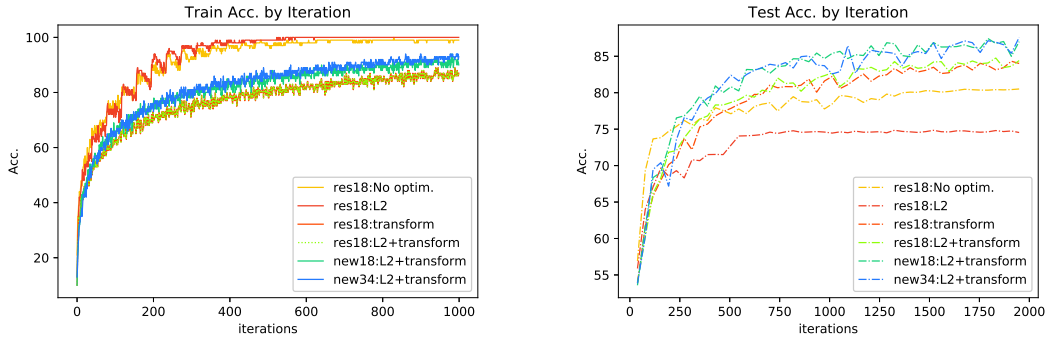 Train Acc. by Iteration
Acc.
100
80
60
40
20
0
200
400
600
800
1000
iterations
res18:No optim.
res18:L2
res18:transform
res18:L2+transform
new18:L2+transform
new34:L2+transform
Test Acc. by Iteration
Acc.
85
80
75
70
65
60
55
0
250
500
750
1000
1250
1500
1750
2000
iterations
res18:No optim.
res18:L2
res18:transform
res18:L2+transform
new18:L2+transform
new34:L2+transform